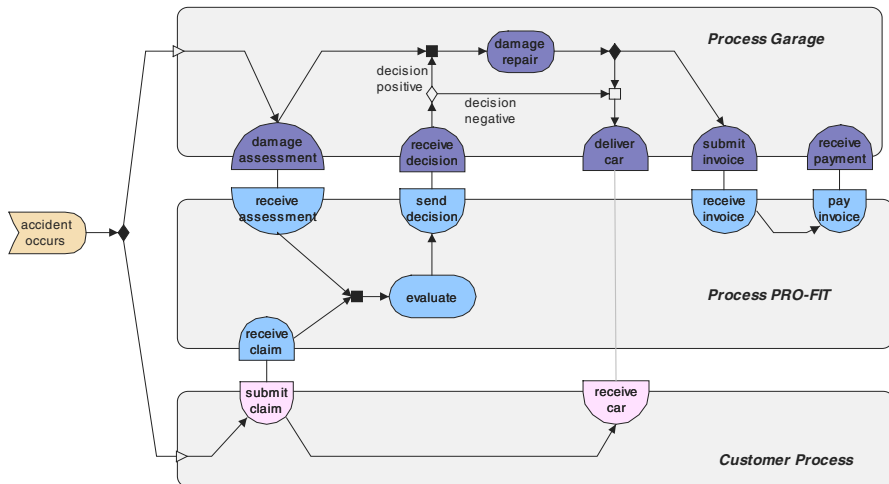 Process Garage
damage
repair
decision
positive
decision
negative
damage
assessment
receive
decision
deliver
car
submit
invoice
receive
payment
receive
assessment
send
decision
receive
invoice
pay
invoice
accident
occurs
evaluate
Process PRO-FIT
receive
claim
submit
claim
receive
car
Customer Process